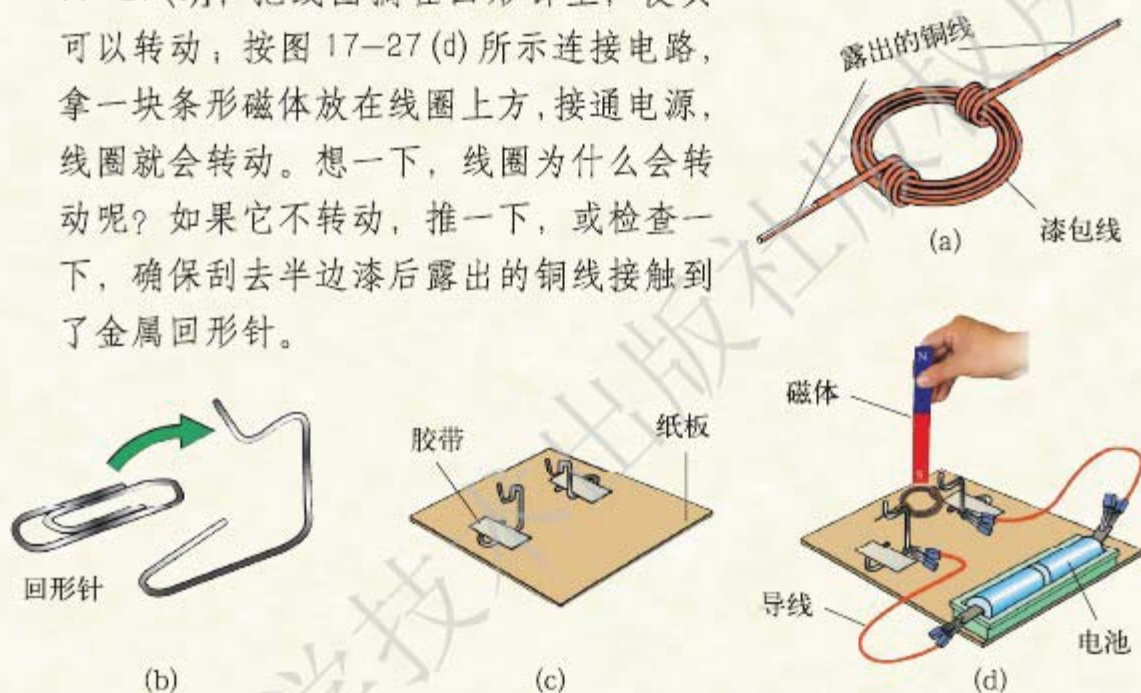 可以转动；按图 17-27 (d) 所示连接电路，
拿一块条形磁体放在线圈上方，接通电源，
线圈就会转动。想一下，线圈为什么会转
动呢？如果它不转动，推一下，或检查一
下，确保刮去半边漆后露出的铜线接触到
了金属回形针。
露出的铜线
漆包线
(a)
回形针
(b)
胶带
纸板
(c)
N
磁体
S
导线
电池
(d)